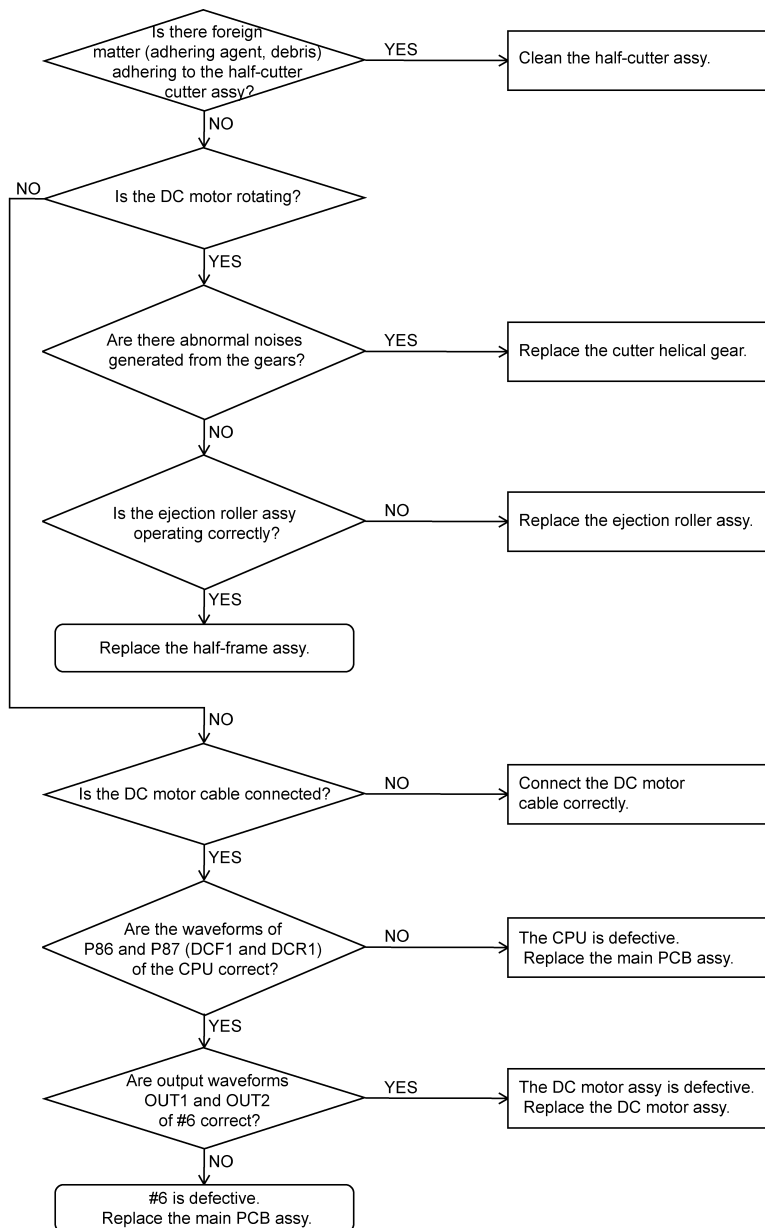 Is there foreign
matter (adhering agent, debris)
adhering to the half-cutter
cutter assy?
YES
Clean the half-cutter assy.
NO
NO
Is the DC motor rotating?
YES
Are there abnormal noises
generated from the gears?
YES
Replace the cutter helical gear.
NO
Is the ejection roller assy
operating correctly?
NO
Replace the ejection roller assy.
YES
Replace the half-frame assy.
NO
Is the DC motor cable connected?
NO
Connect the DC motor
cable correctly.
YES
Are the waveforms of
P86 and P87 (DCF1 and DCR1)
of the CPU correct?
NO
The CPU is defective.
Replace the main PCB assy.
YES
Are output waveforms
OUT1 and OUT2
of #6 correct?
YES
The DC motor assy is defective.
Replace the DC motor assy.
NO
#6 is defective.
Replace the main PCB assy.